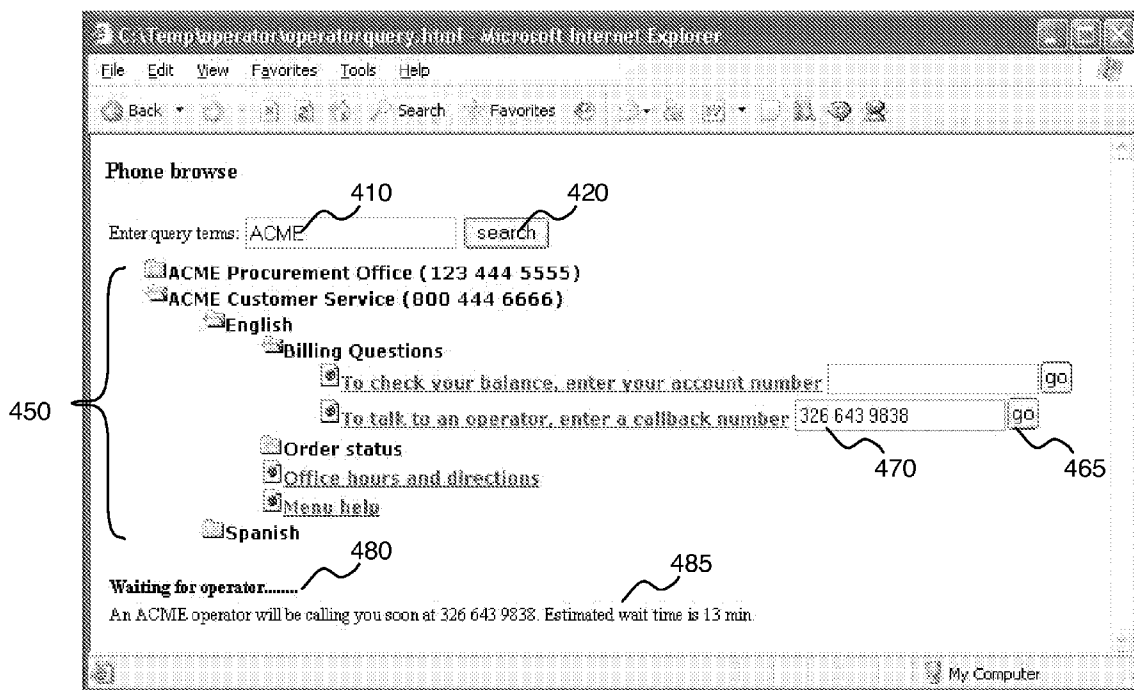 C:\Temp\operator\operatorquery.html - Microsoft Internet Explorer
File Edit View Favorites Tools Help
Back Search Favorites
Phone browse
410 420
Enter query terms: ACME search
ACME Procurement Office (123 444 5555)
ACME Customer Service (800 444 6666)
English
Billing Questions
To check your balance, enter your account number go
450
To talk to an operator, enter a callback number 326 643 9838 go
Order status
470 465
Office hours and directions
Menu help
Spanish
480 485
Waiting for operator........
An ACME operator will be calling you soon at 326 643 9838. Estimated wait time is 13 min.
My Computer